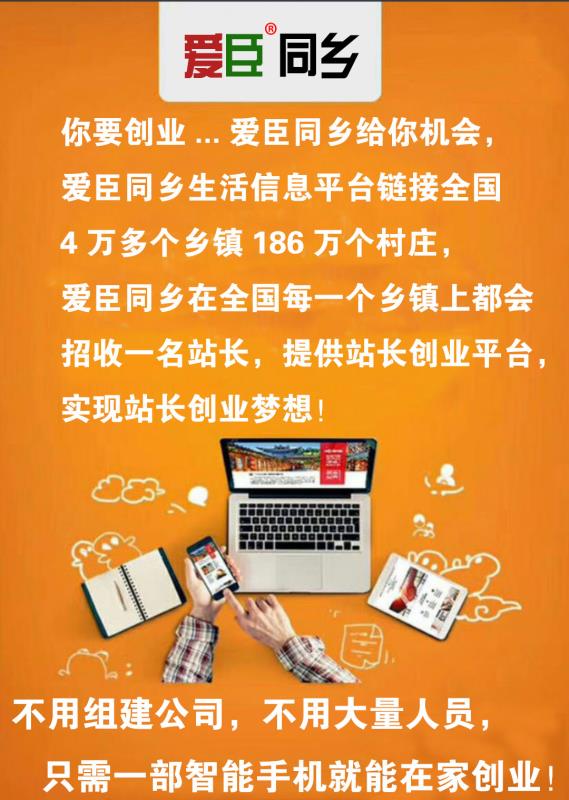 爱臣®同乡
你要创业...爱臣同乡给你机会，
爱臣同乡生活信息平台链接全国
4万多个乡镇186万个村庄，
爱臣同乡在全国每一个乡镇上都会
招收一名站长，提供站长创业平台，
实现站长创业梦想！
不用组建公司，不用大量人员，
只需一部智能手机就能在家创业！